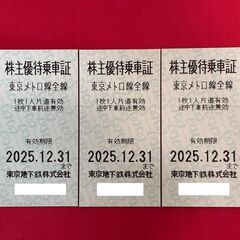 株主優待乗車証
東京メトロ線全線
1枚1人片道有効
途中下車前途無効
有効期限
2025.12.31
まで
東京地下鉄株式会社
株主優待乗車証
東京メトロ線全線
1枚1人片道有効
途中下車前途無効
有効期限
2025.12.31
まで
東京地下鉄株式会社
株主優待乗車証
東京メトロ線全線
1枚1人片道有効
途中下車前途無効
有効期限
2025.12.31
まで
東京地下鉄株式会社